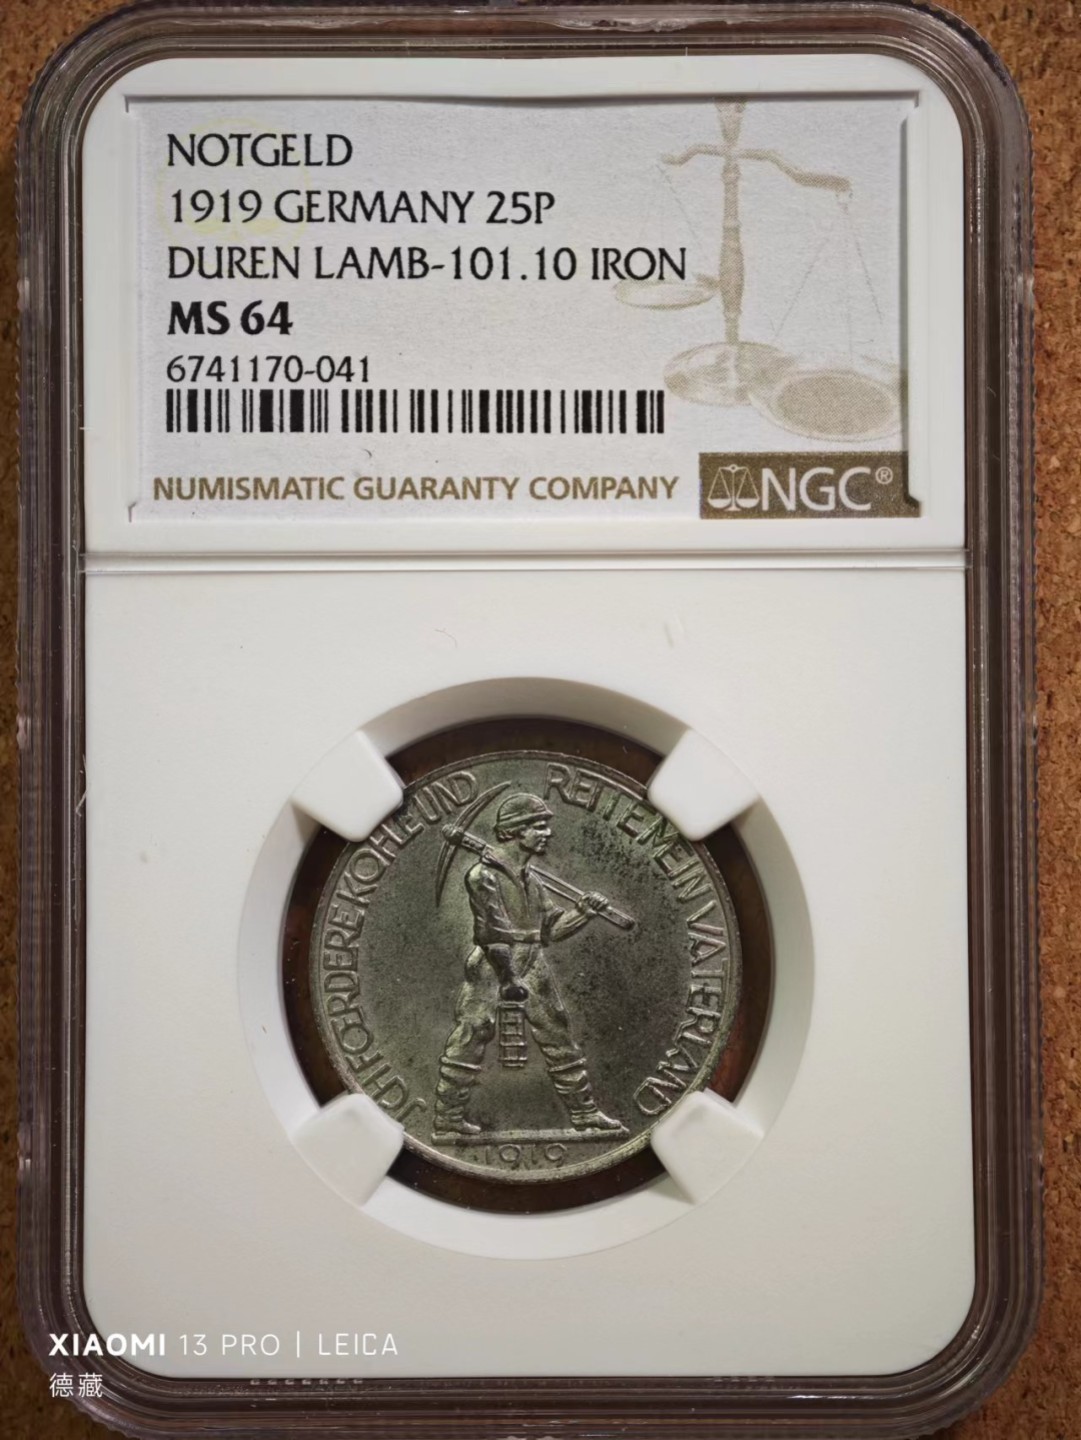 NOTGELD
1919 GERMANY 25P
DUREN LAMB-101.10 IRON
MS 64
6741170-041
NUMISMATIC GUARANTY COMPANY
NGC®
JCH FÖRDERE KOHLE UND RETTE MEIN VATERLAND
1919
XIAOMI 13 PRO | LEICA
德藏